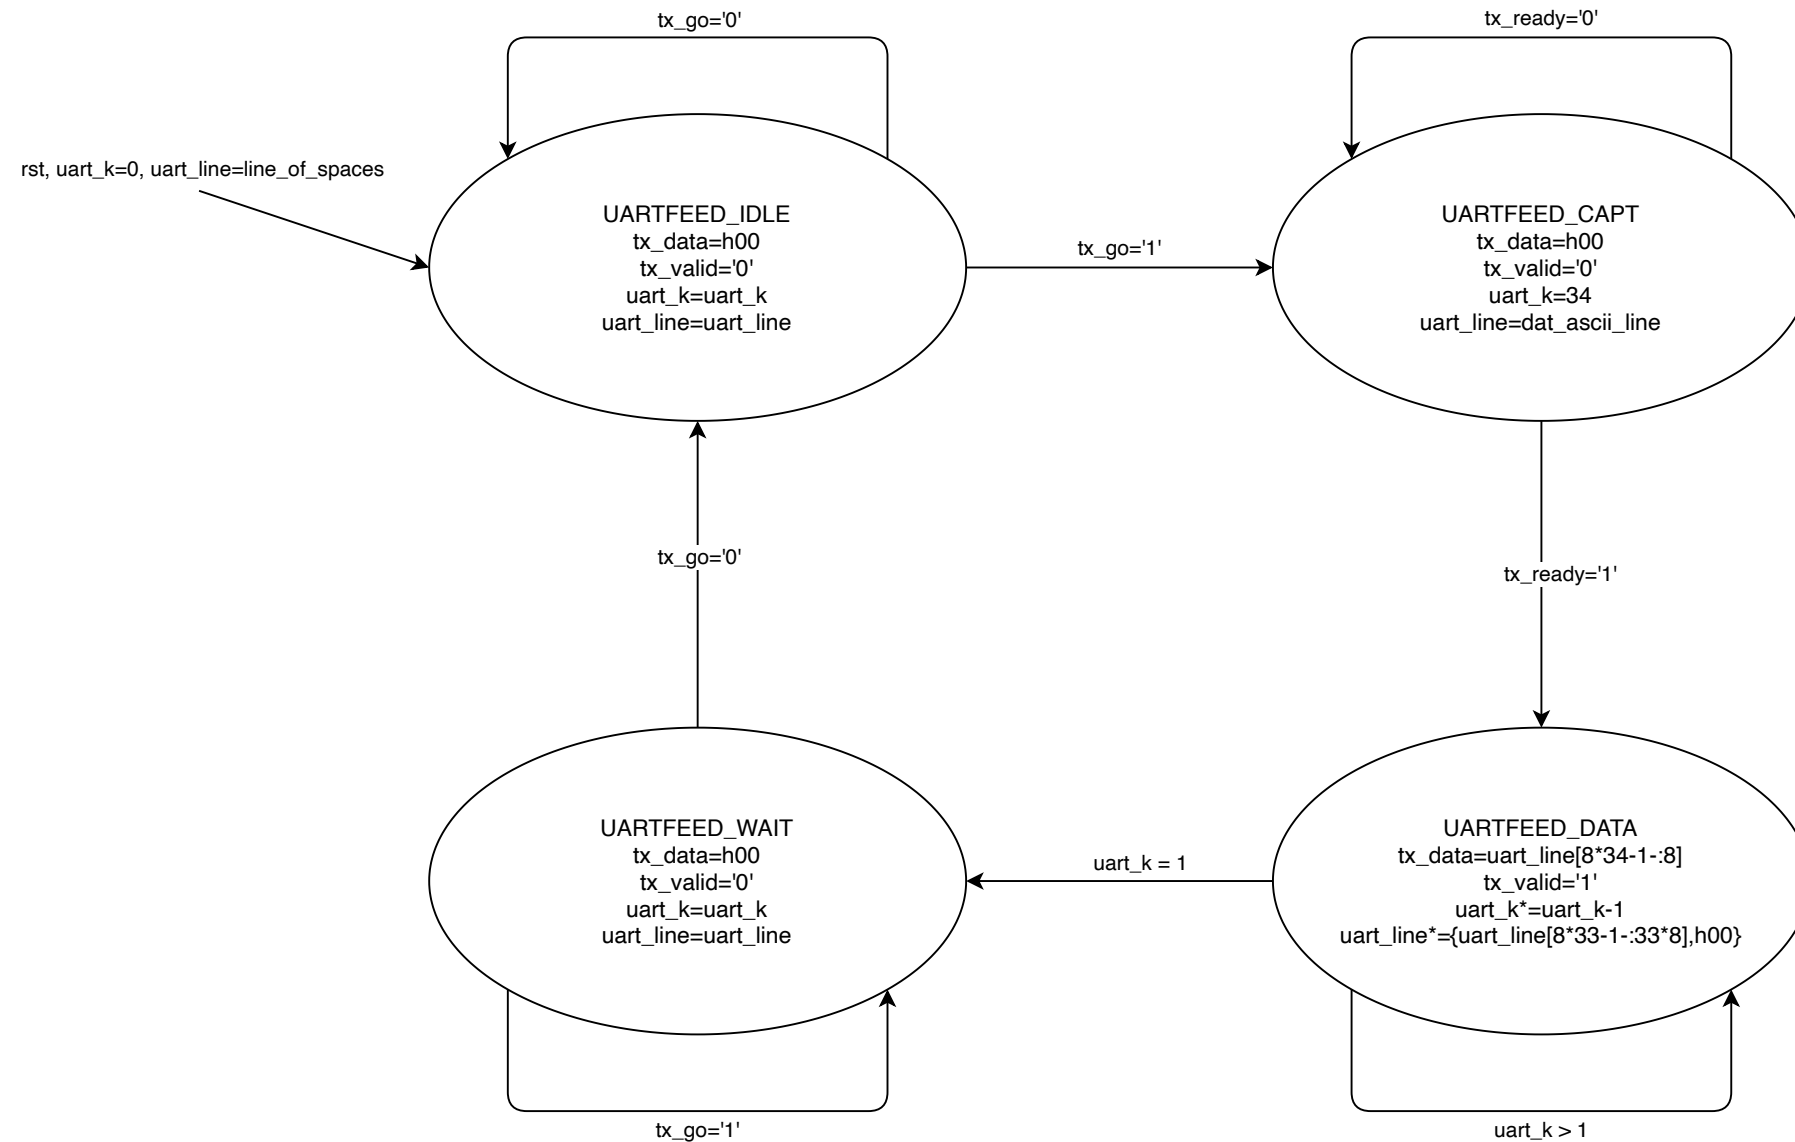 tx_go='0'
tx_ready='0'
rst, uart_k=0, uart_line=line_of_spaces
UARTFEED_IDLE
tx_data=h00
tx_valid='0'
uart_k=uart_k
uart_line=uart_line
tx_go='1'
UARTFEED_CAPT
tx_data=h00
tx_valid='0'
uart_k=34
uart_line=dat_ascii_line
tx_go='0'
tx_ready='1'
UARTFEED_WAIT
tx_data=h00
tx_valid='0'
uart_k=uart_k
uart_line=uart_line
uart_k = 1
UARTFEED_DATA
tx_data=uart_line[8*34-1-:8]
tx_valid='1'
uart_k*=uart_k-1
uart_line*={uart_line[8*33-1-:33*8],h00}
tx_go='1'
uart_k > 1